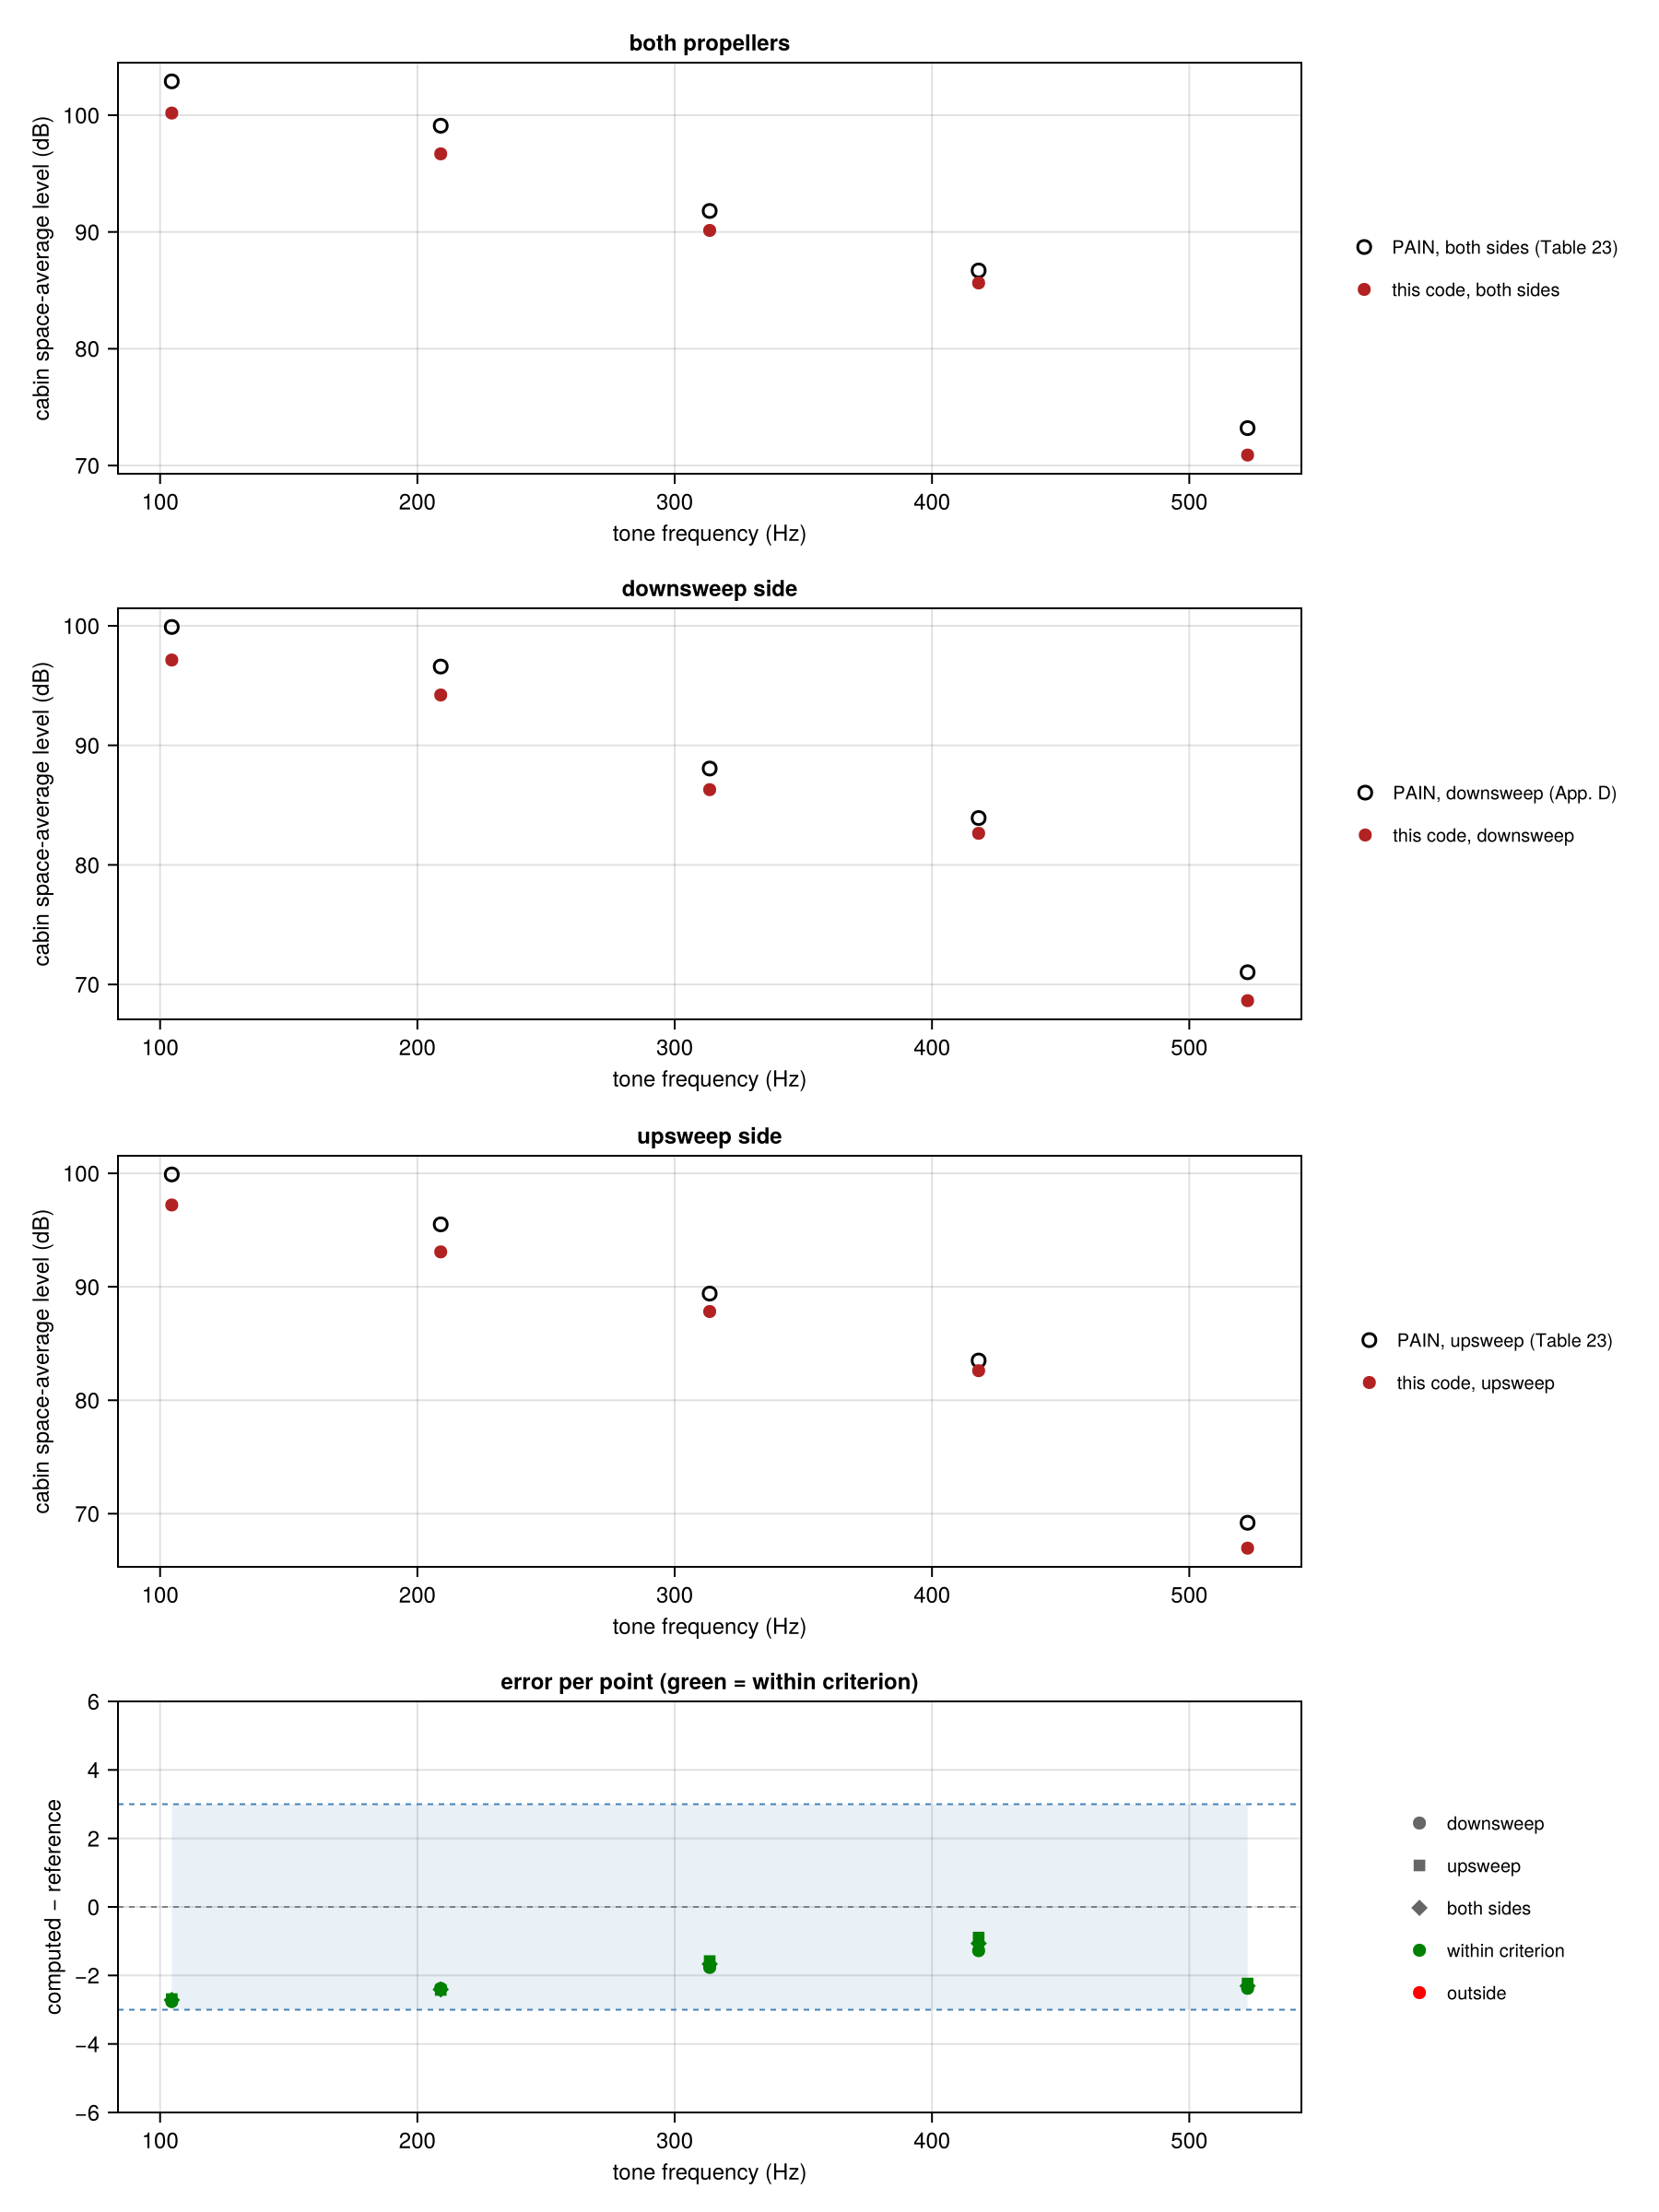 both propellers
100
90
80
70
cabin space-average level (dB)
100 200 300 400 500
tone frequency (Hz)
PAIN, both sides (Table 23)
this code, both sides
downsweep side
100
90
80
70
cabin space-average level (dB)
100 200 300 400 500
tone frequency (Hz)
PAIN, downsweep (App. D)
this code, downsweep
upsweep side
100
90
80
70
cabin space-average level (dB)
100 200 300 400 500
tone frequency (Hz)
PAIN, upsweep (Table 23)
this code, upsweep
error per point (green = within criterion)
6
4
2
0
−2
−4
−6
computed − reference
100 200 300 400 500
tone frequency (Hz)
downsweep
upsweep
both sides
within criterion
outside